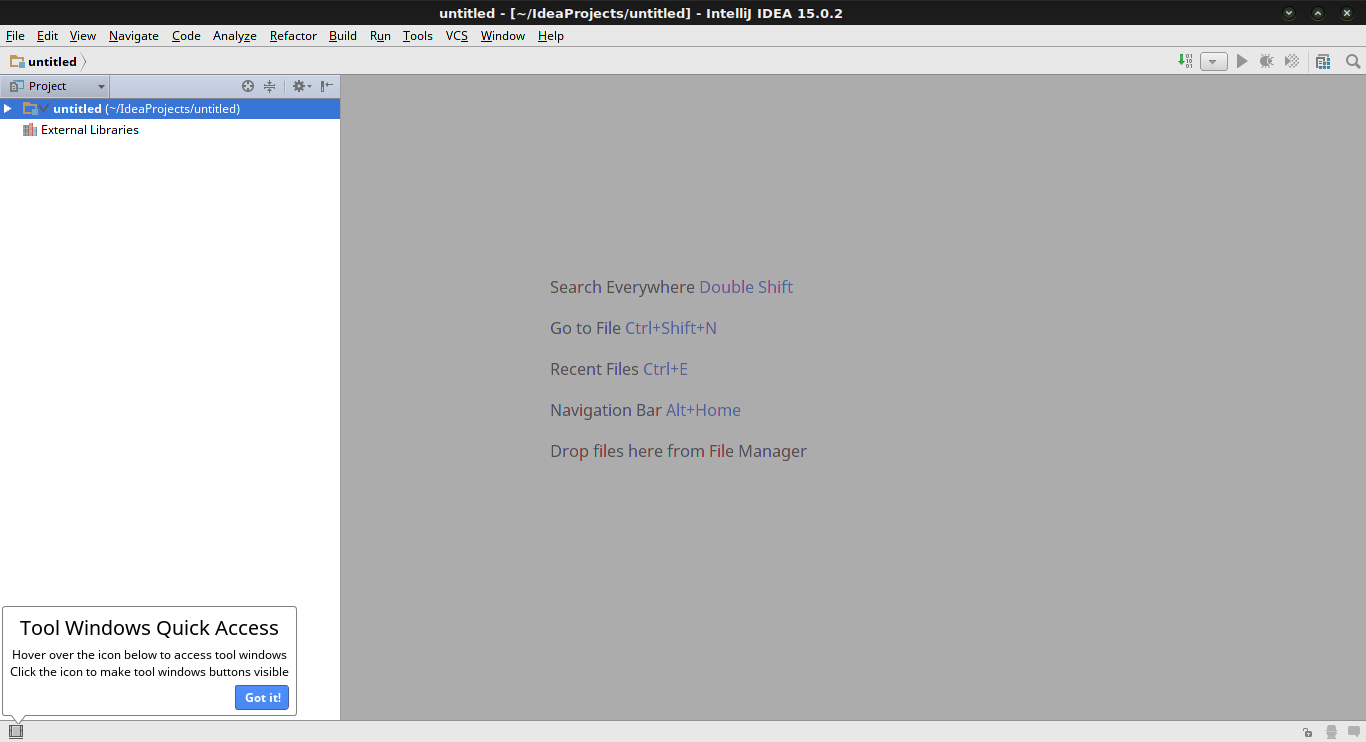 untitled - [~/IdeaProjects/untitled] - IntelliJ IDEA 15.0.2
File Edit View Navigate Code Analyze Refactor Build Run Tools VCS Window Help
untitled
Project
untitled (~/IdeaProjects/untitled)
External Libraries
Search Everywhere Double Shift
Go to File Ctrl+Shift+N
Recent Files Ctrl+E
Navigation Bar Alt+Home
Drop files here from File Manager
Tool Windows Quick Access
Hover over the icon below to access tool windows
Click the icon to make tool windows buttons visible
Got it!